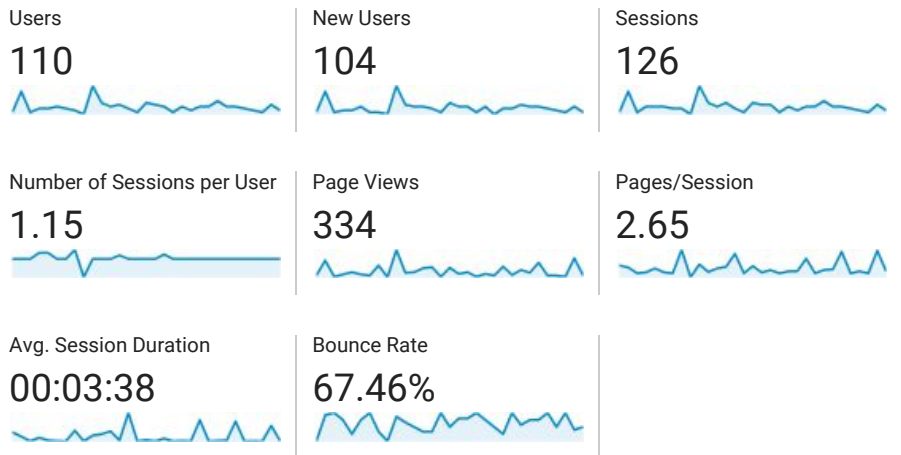 Users
110
New Users
104
Sessions
126
Number of Sessions per User
1.15
Page Views
334
Pages/Session
2.65
Avg. Session Duration
00:03:38
Bounce Rate
67.46%